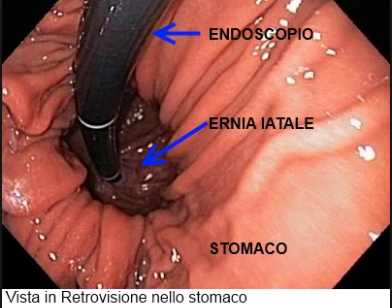 ENDOSCOPIO
ERNIA IATALE
STOMACO
Vista in Retrovisione nello stomaco